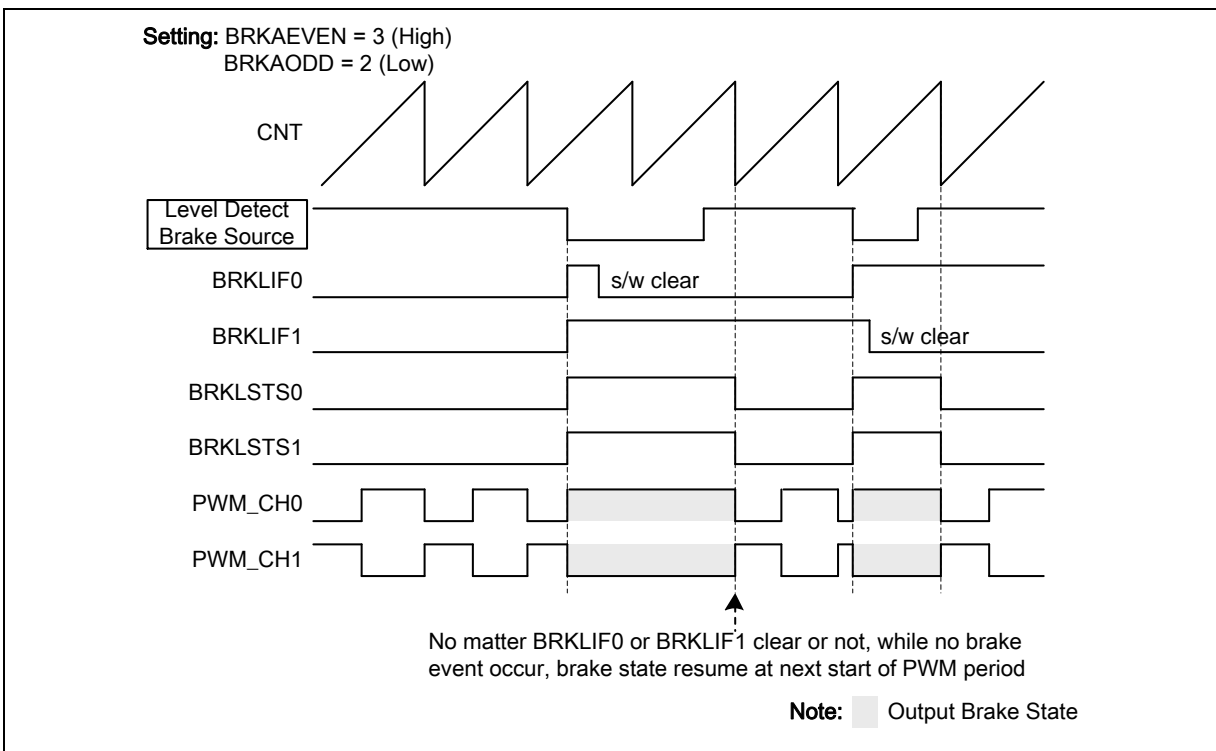 Setting: BRKAEVEN = 3 (High)
BRKAODD = 2 (Low)
CNT
Level Detect
Brake Source
BRKLIF0
s/w clear
BRKLIF1
s/w clear
BRKLSTS0
BRKLSTS1
PWM_CH0
PWM_CH1
No matter BRKLIF0 or BRKLIF1 clear or not, while no brake
event occur, brake state resume at next start of PWM period
Note: Output Brake State